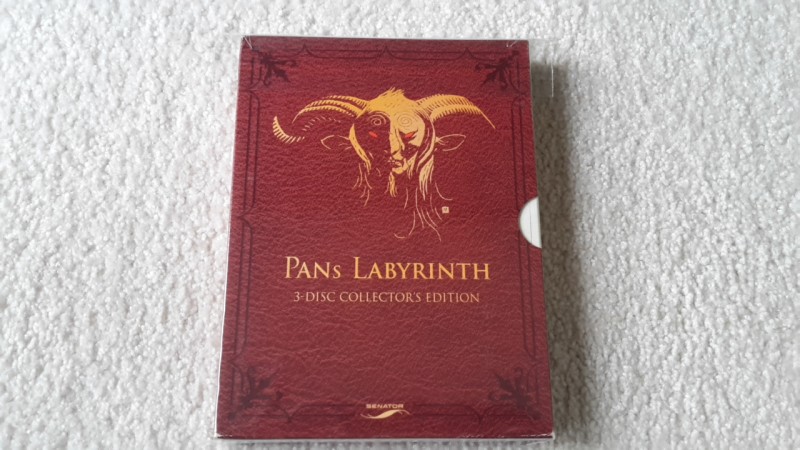 PANS LABYRINTH
3-DISC COLLECTOR'S EDITION
SENATOR